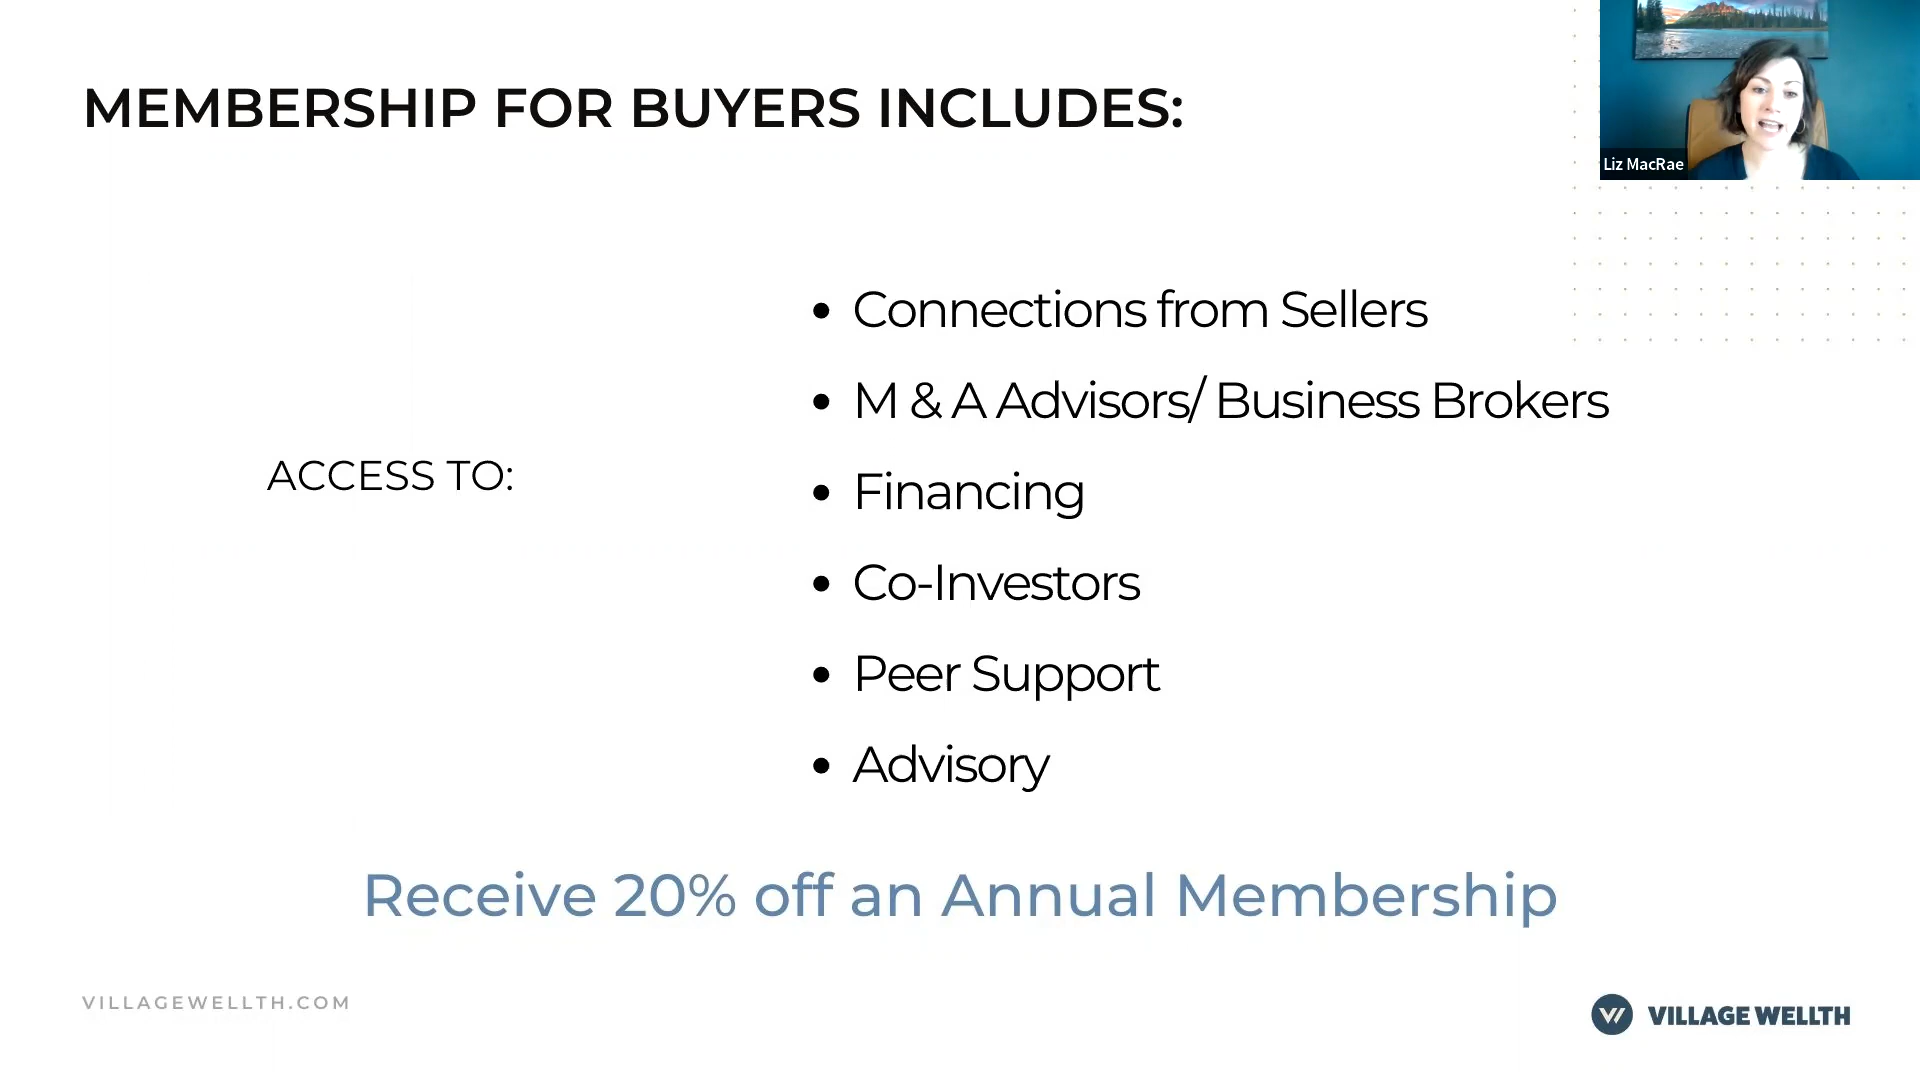 MEMBERSHIP FOR BUYERS INCLUDES:
Liz MacRae
ACCESS TO:
• Connections from Sellers
• M & A Advisors/ Business Brokers
• Financing
• Co-Investors
• Peer Support
• Advisory
Receive 20% off an Annual Membership
VILLAGEWELLTH.COM
VILLAGE WELLTH